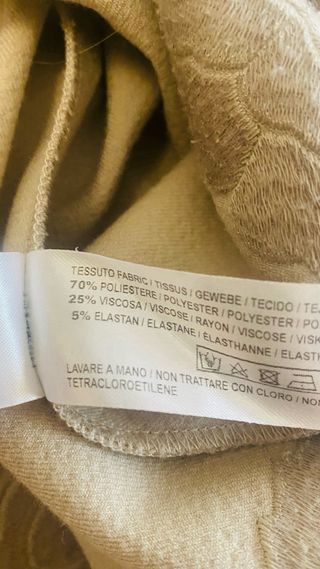 TESSUTO FABRIC / TISSUS / GEWEBE / TECIDO /
70% POLIESTERE / POLYESTER / POLYESTER /
25% VISCOSA / VISCOSE / RAYON / VISCOSE /
5% ELASTAN / ELASTANE / ELASTHANNE /
LAVARE A MANO / NON TRATTARE CON CLORO / NON
TETRACLOROETILENE